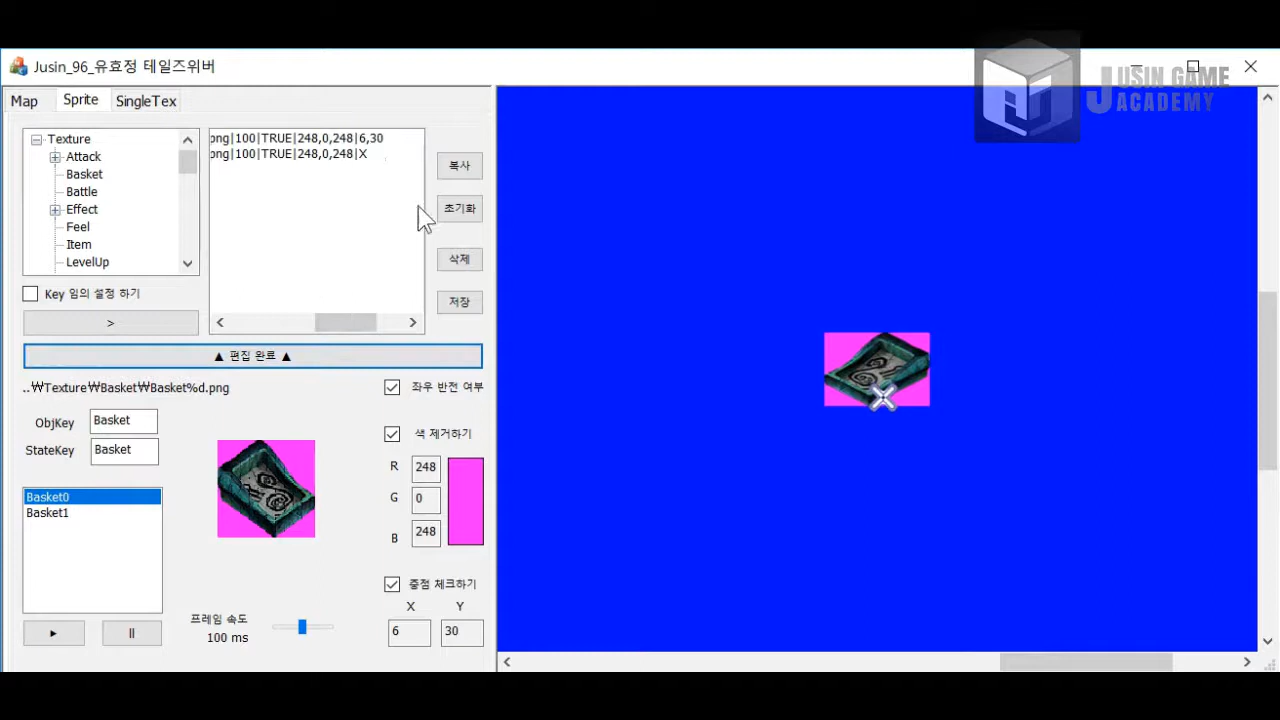 Jusin_96_유효정 테일즈위버
JUSIN GAME
ACADEMY
Map Sprite SingleTex
Texture
Attack
Basket
Battle
Effect
Feel
Item
LevelUp
png|100|TRUE|248,0,248|6,30
png|100|TRUE|248,0,248|X
복사
초기화
삭제
저장
Key 임의 설정 하기
>
▲ 편집 완료 ▲
..₩Texture₩Basket₩Basket%d.png
좌우 반전 여부
ObjKey Basket
StateKey Basket
색 제거하기
R 248
G 0
B 248
Basket0
Basket1
중점 체크하기
X Y
6 30
프레임 속도
100 ms